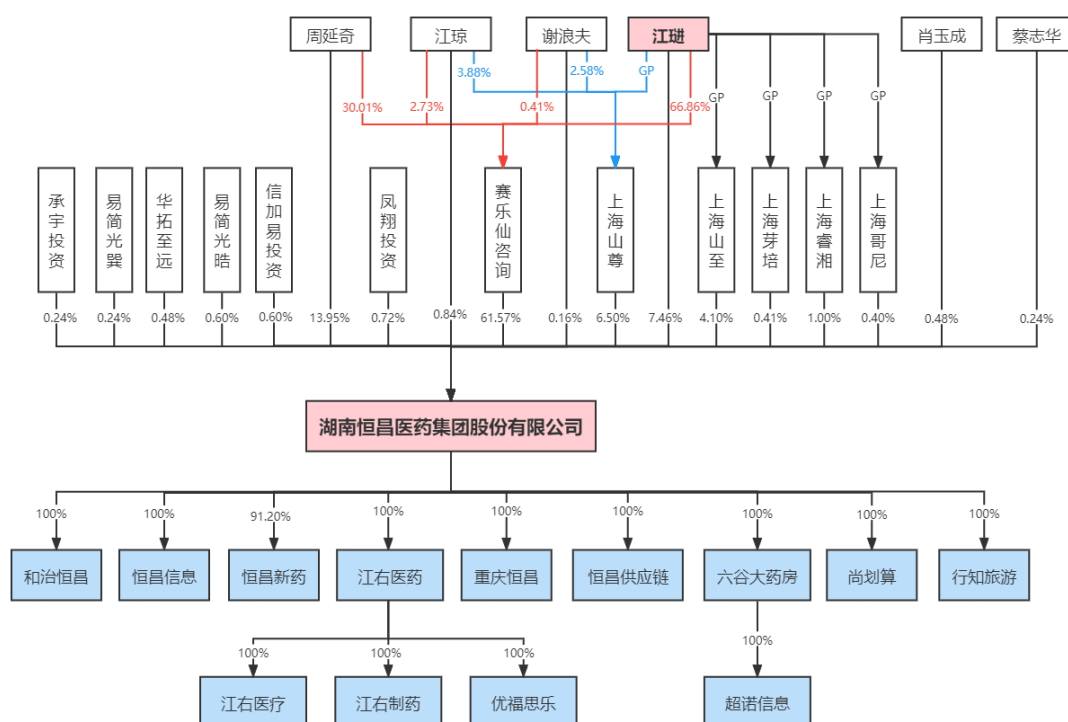 周延奇
江琼
谢浪夫
江琎
肖玉成
蔡志华
3.88%
2.58%
GP
30.01%
2.73%
0.41%
66.86%
GP
GP
GP
GP
承宇投资
易简光巽
华拓至远
易简光晧
信加易投资
凤翔投资
赛乐仙咨询
上海山尊
上海山至
上海芽培
上海睿湘
上海哥尼
0.24%
0.24%
0.48%
0.60%
0.60%
13.95%
0.72%
0.84%
61.57%
0.16%
6.50%
7.46%
4.10%
0.41%
1.00%
0.40%
0.48%
0.24%
湖南恒昌医药集团股份有限公司
100%
100%
91.20%
100%
100%
100%
100%
100%
100%
和治恒昌
恒昌信息
恒昌新药
江右医药
重庆恒昌
恒昌供应链
六谷大药房
尚划算
行知旅游
100%
100%
100%
100%
江右医疗
江右制药
优福思乐
超诺信息